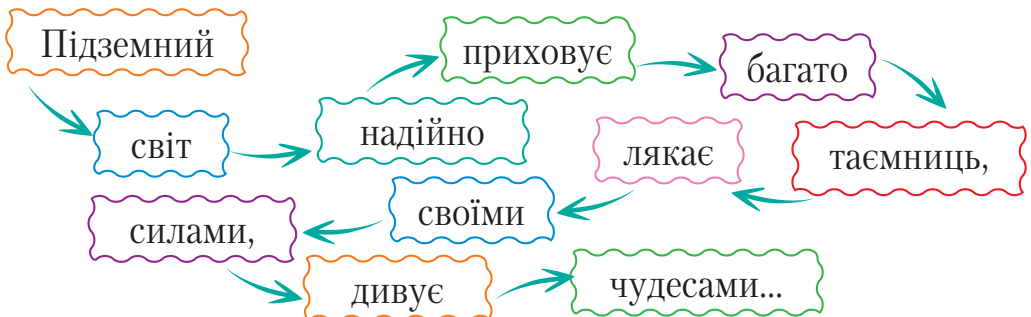 Підземний
світ
надійно
приховує
багато
таємниць,
лякає
своїми
силами,
дивує
чудесами...